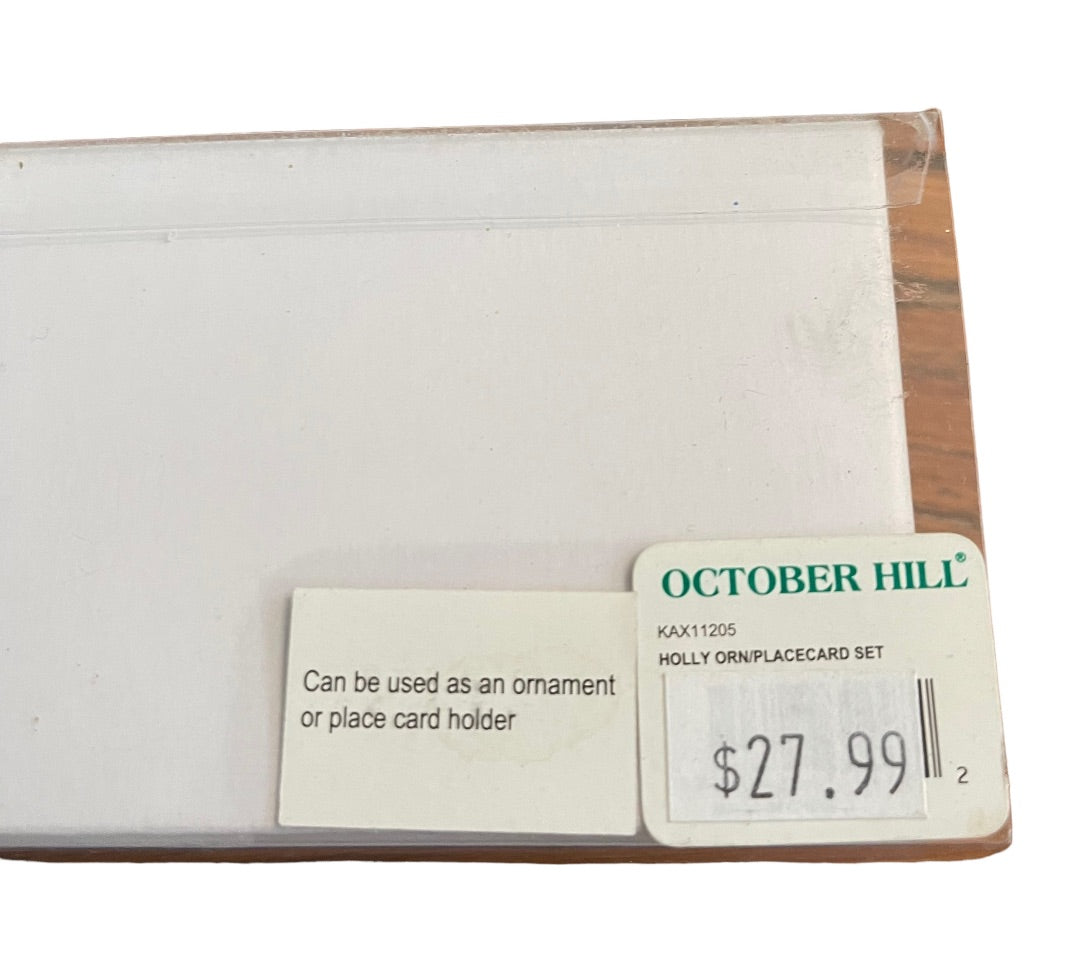 OCTOBER HILL®
KAX11205
HOLLY ORN/PLACECARD SET
Can be used as an ornament
or place card holder
$27.99
2